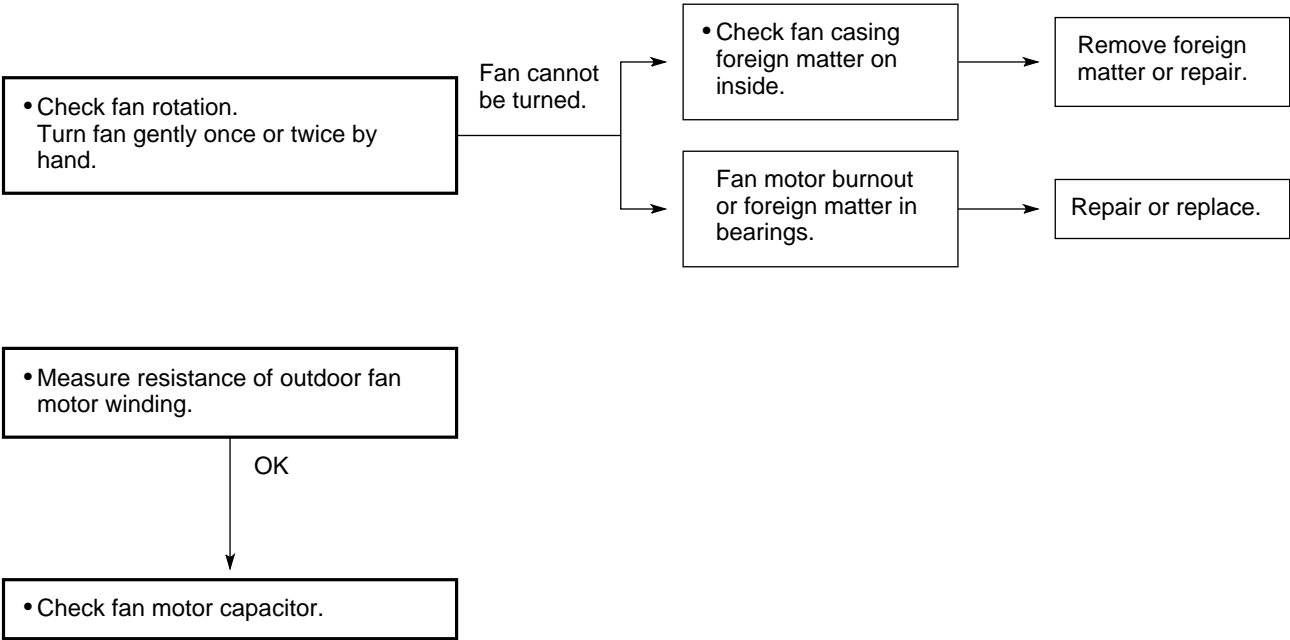 • Check fan rotation.
Turn fan gently once or twice by
hand.
Fan cannot
be turned.
• Check fan casing
foreign matter on
inside.
Remove foreign
matter or repair.
Fan motor burnout
or foreign matter in
bearings.
Repair or replace.
• Measure resistance of outdoor fan
motor winding.
OK
• Check fan motor capacitor.